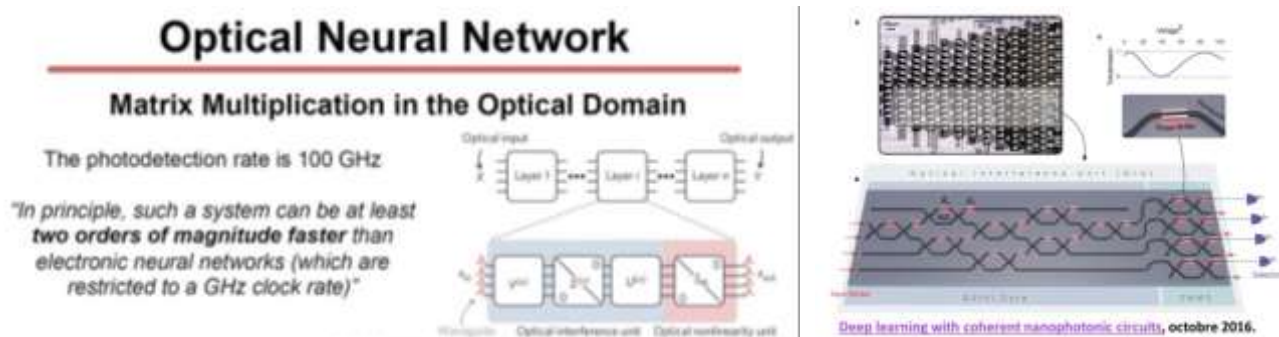 Optical Neural Network
Matrix Multiplication in the Optical Domain
The photodetection rate is 100 GHz
"In principle, such a system can be at least
two orders of magnitude faster than
electronic neural networks (which are
restricted to a GHz clock rate)"
Optical input
Optical output
X
Layer 1
Layer i
Layer n
Y
Waveguide
Optical interference unit
Optical nonlinearity unit
Optical Interference Unit
Deep learning with coherent nanophotonic circuits, octobre 2016.